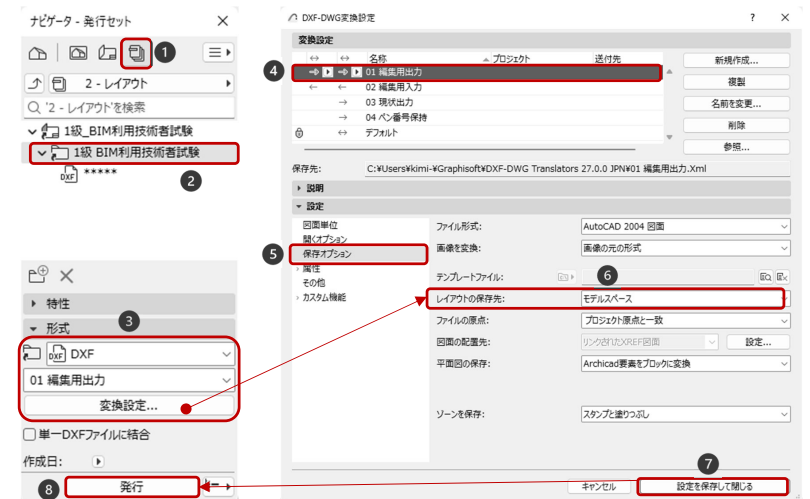 ナビゲータ - 発行セット
1
2 - レイアウト
'2 - レイアウト'を検索
1級_BIM利用技術者試験
1級 BIM利用技術者試験
DXF *****
2
特性
3
形式
DXF DXF
01 編集用出力
変換設定...
単一DXFファイルに結合
作成日:
8
発行
DXF-DWG変換設定
?
変換設定
名称 プロジェクト 送付先
4
01 編集用出力
02 編集用入力
03 現状出力
04 ペン番号保持
デフォルト
新規作成...
複製
名前を変更...
削除
参照...
保存先: C:¥Users¥kimi-¥Graphisoft¥DXF-DWG Translators 27.0.0 JPN¥01 編集用出力.Xml
説明
設定
図面単位
開くオプション
5
保存オプション
属性
その他
カスタム機能
ファイル形式: AutoCAD 2004 図面
画像を変換: 画像の元の形式
テンプレートファイル:
6
レイアウトの保存先: モデルスペース
ファイルの原点: プロジェクト原点と一致
図面の配置先: リンクされたXREF図面 設定...
平面図の保存: Archicad要素をブロックに変換
ゾーンを保存: スタンプと塗りつぶし
7
キャンセル 設定を保存して閉じる